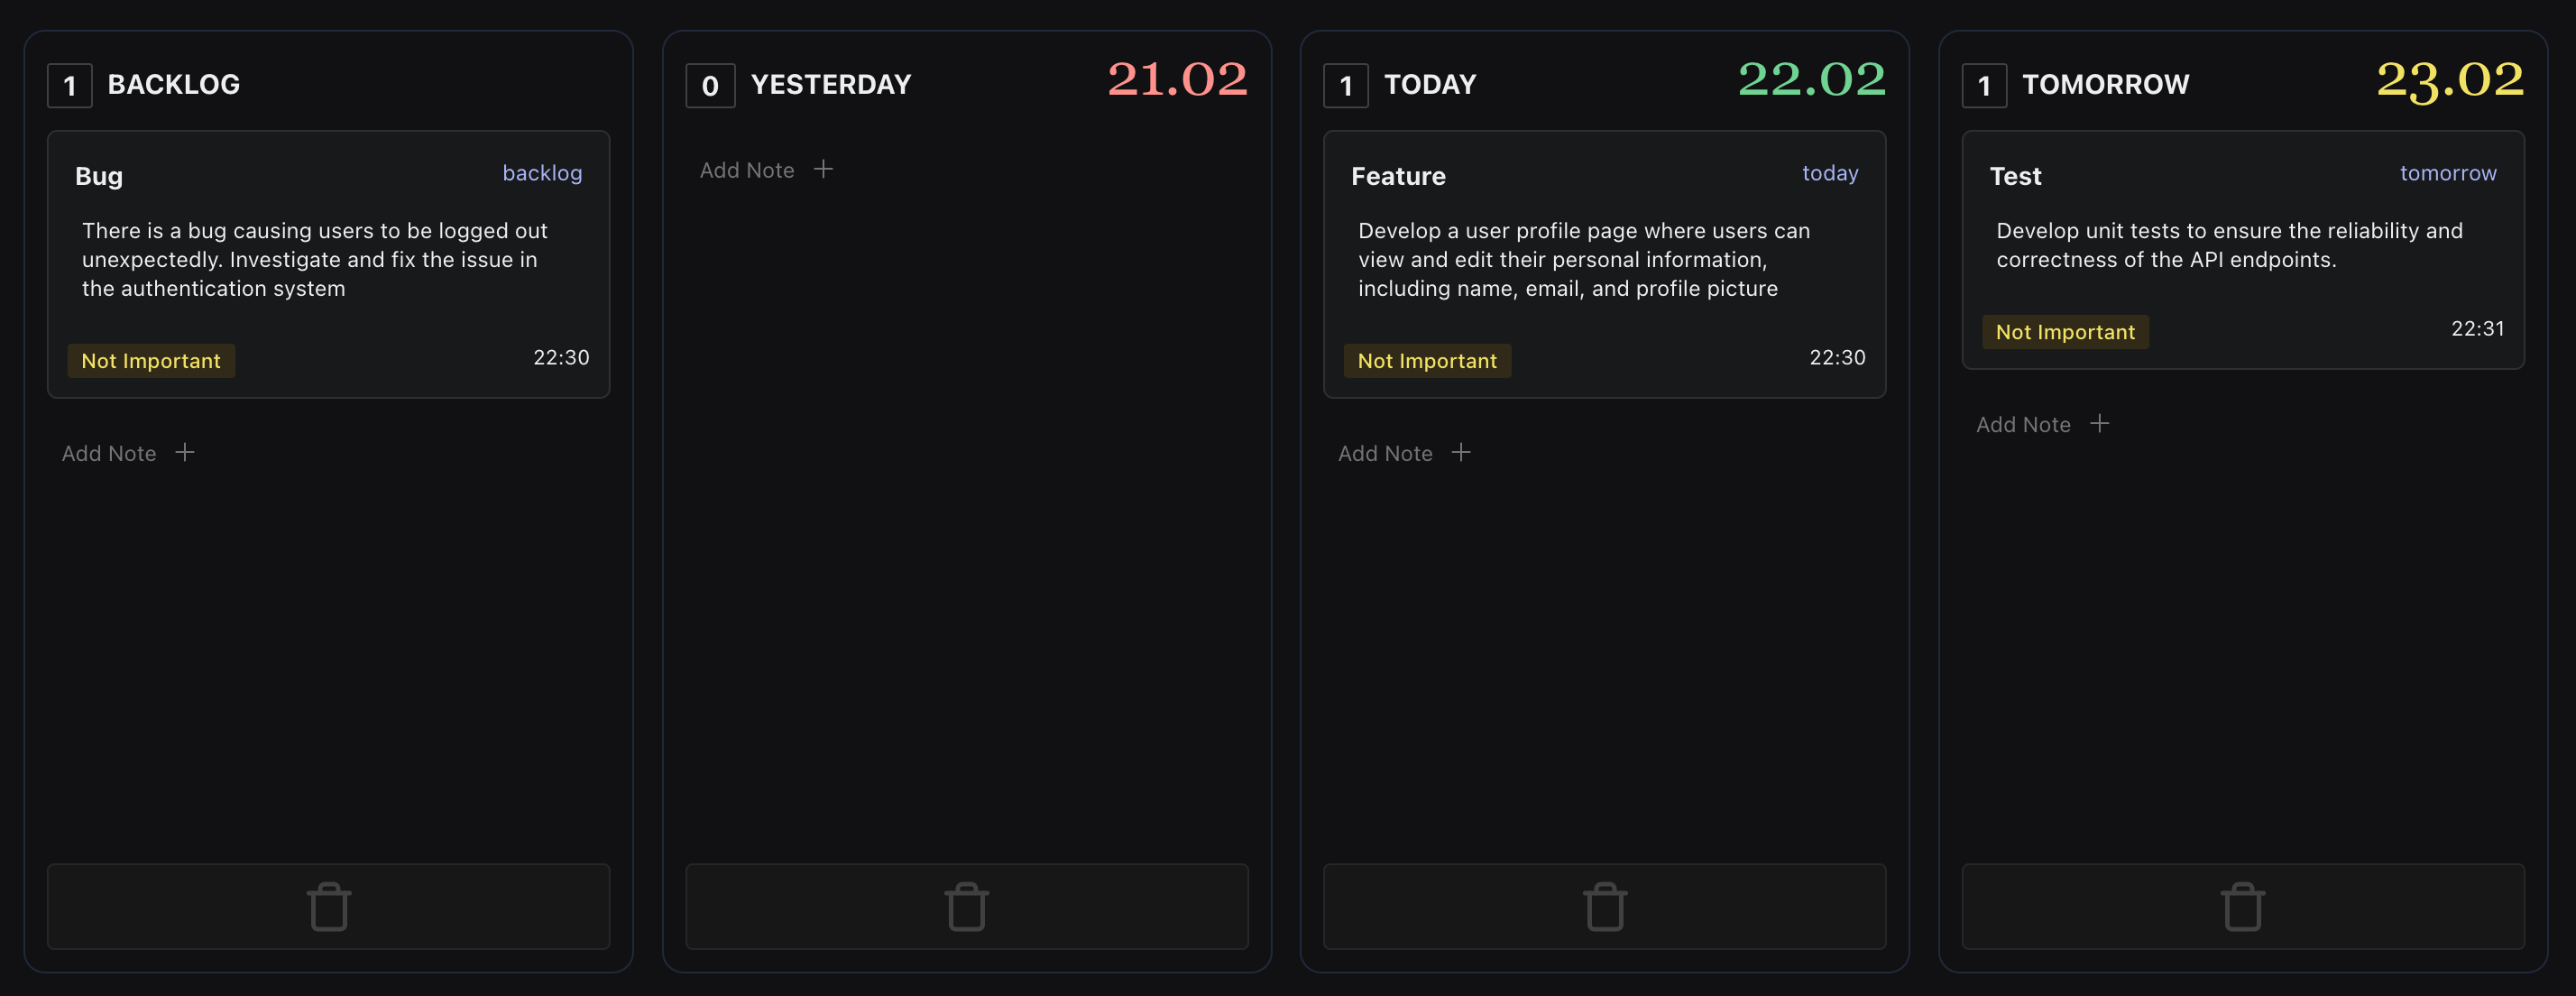 1 BACKLOG
Bug backlog
There is a bug causing users to be logged out
unexpectedly. Investigate and fix the issue in
the authentication system
Not Important 22:30
Add Note
0 YESTERDAY 21.02
Add Note
1 TODAY 22.02
Feature today
Develop a user profile page where users can
view and edit their personal information,
including name, email, and profile picture
Not Important 22:30
Add Note
1 TOMORROW 23.02
Test tomorrow
Develop unit tests to ensure the reliability and
correctness of the API endpoints.
Not Important 22:31
Add Note